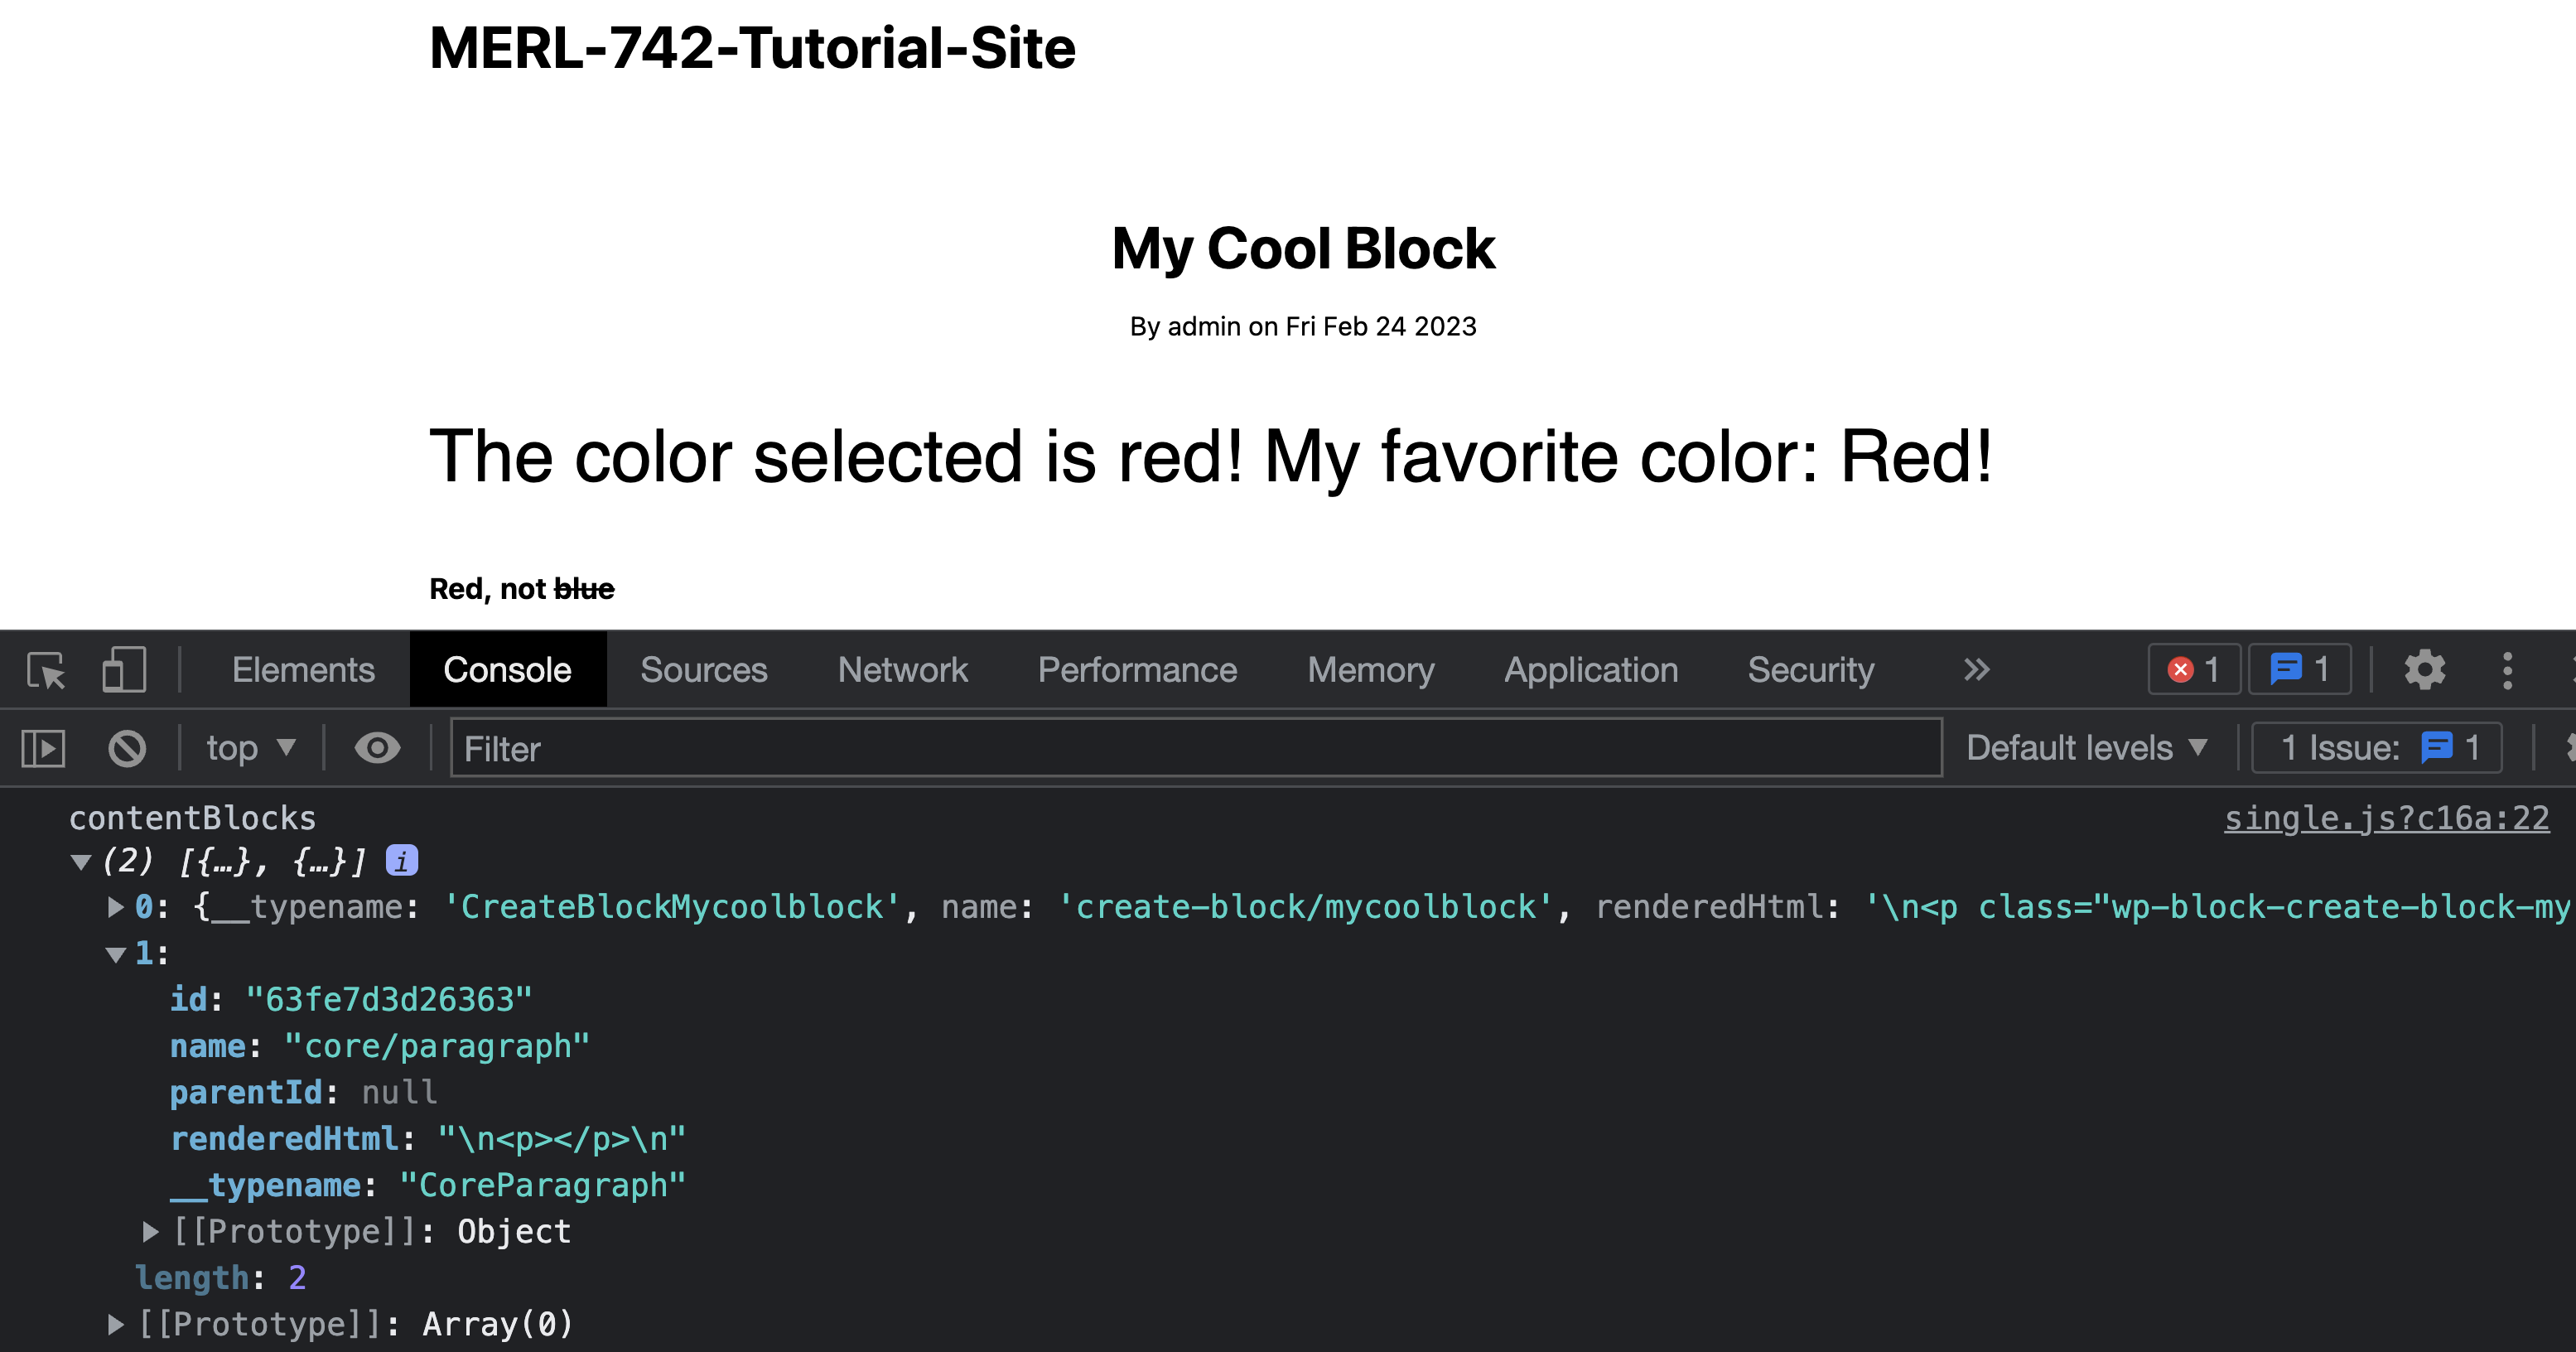 MERL-742-Tutorial-Site
My Cool Block
By admin on Fri Feb 24 2023
The color selected is red! My favorite color: Red!
Red, not blue
Elements Console Sources Network Performance Memory Application Security » 1 1
top ▼ Filter Default levels ▼ 1 Issue: 1
contentBlocks single.js?c16a:22
▼ (2) [{…}, {…}] i
▶ 0: {__typename: 'CreateBlockMycoolblock', name: 'create-block/mycoolblock', renderedHtml: '\n<p class="wp-block-create-block-my
▼ 1:
id: "63fe7d3d26363"
name: "core/paragraph"
parentId: null
renderedHtml: "\n<p></p>\n"
__typename: "CoreParagraph"
▶ [[Prototype]]: Object
length: 2
▶ [[Prototype]]: Array(0)